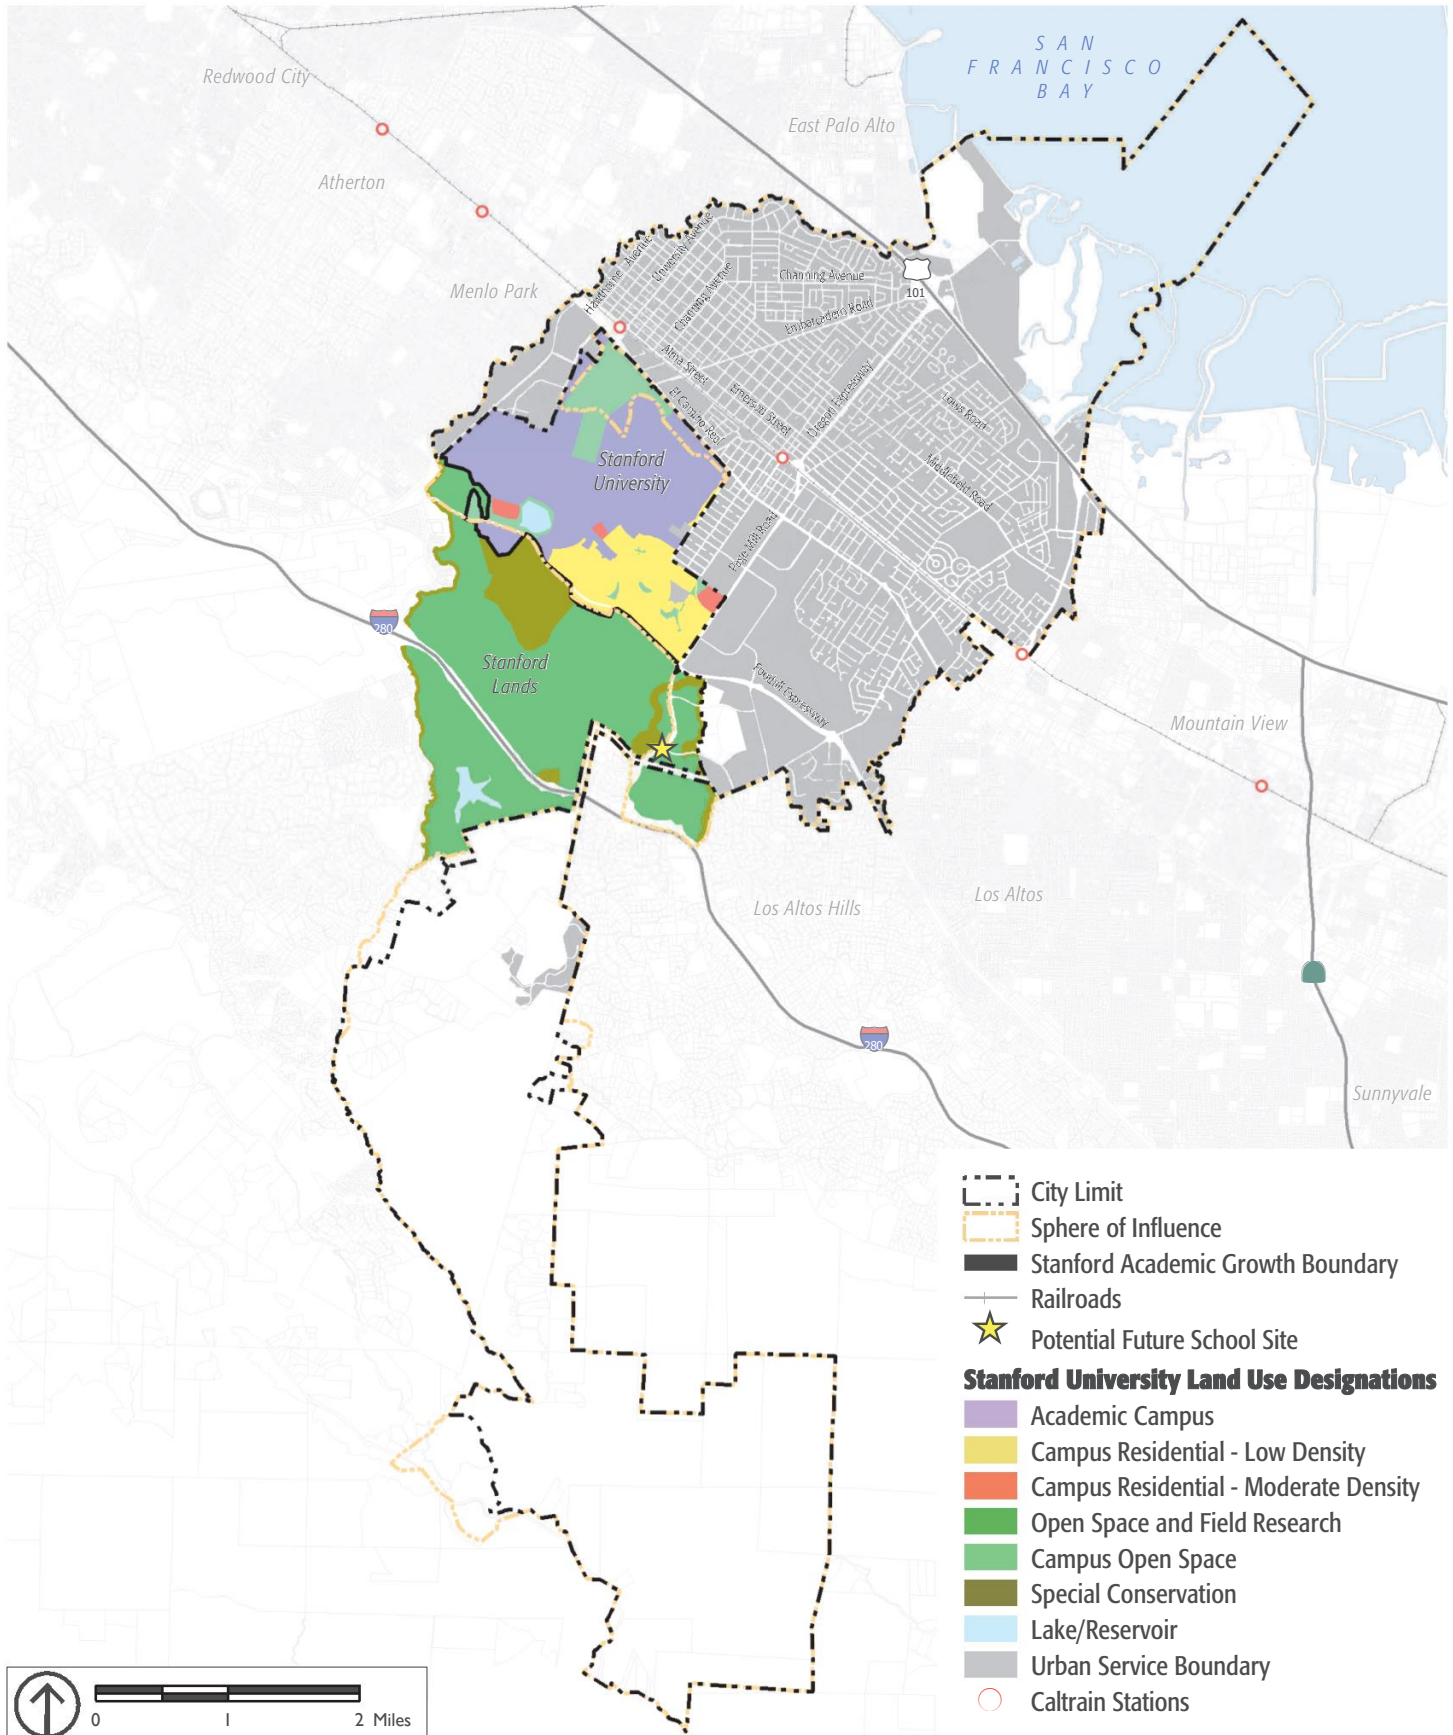 SAN
FRANCISCO
BAY
Redwood City
East Palo Alto
Atherton
Menlo Park
Hawthorne Avenue
University Avenue
Channing Avenue
Channing Avenue
101
Embarcadero Road
Alma Street
El Camino Real
Emerson Street
Oregon Expressway
Louis Road
Middlefield Road
Stanford
University
Page Mill Road
280
Stanford
Lands
Foothill Expressway
Mountain View
Los Altos Hills
Los Altos
280
Sunnyvale
City Limit
Sphere of Influence
Stanford Academic Growth Boundary
Railroads
Potential Future School Site
Stanford University Land Use Designations
Academic Campus
Campus Residential - Low Density
Campus Residential - Moderate Density
Open Space and Field Research
Campus Open Space
Special Conservation
Lake/Reservoir
Urban Service Boundary
Caltrain Stations
0 1 2 Miles